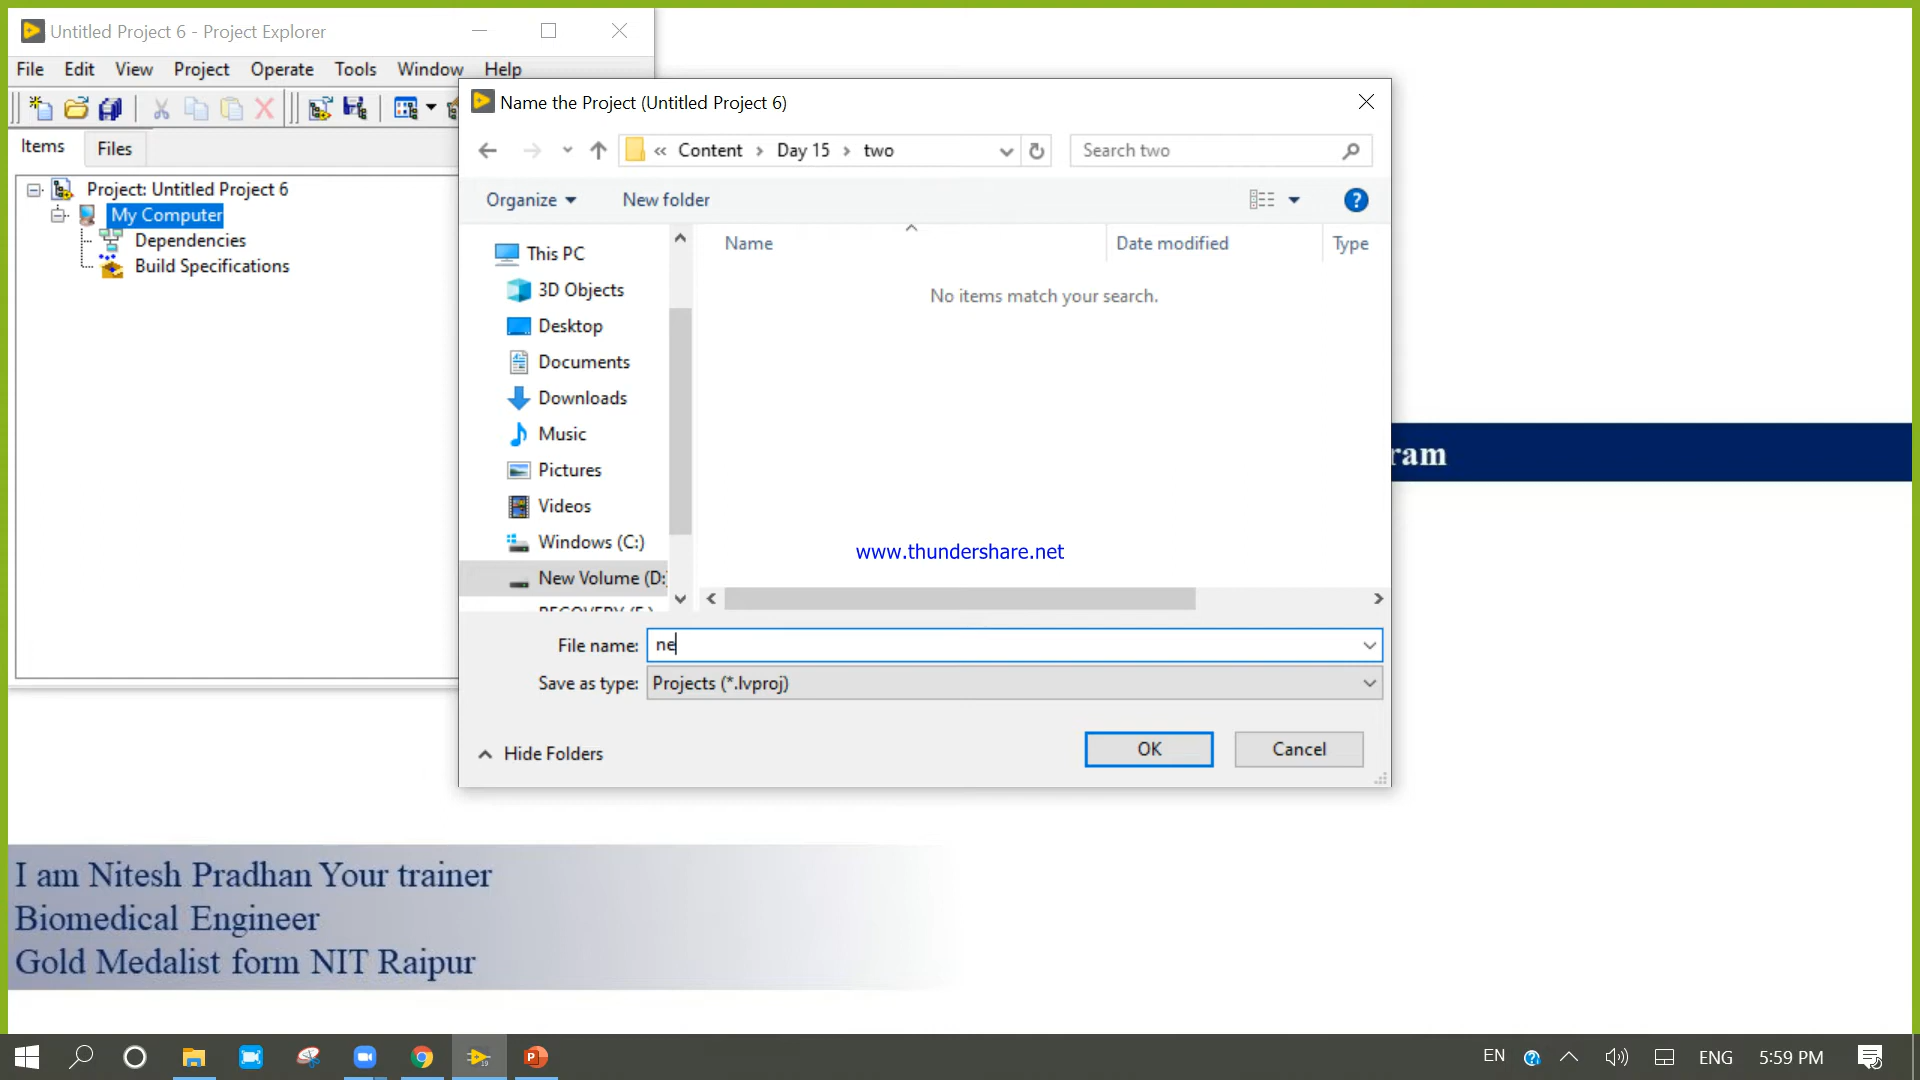 Untitled Project 6 - Project Explorer
File Edit View Project Operate Tools Window Help
Items Files
Project: Untitled Project 6
My Computer
Dependencies
Build Specifications
Name the Project (Untitled Project 6)
« Content > Day 15 > two
Search two
Organize New folder
This PC
3D Objects
Desktop
Documents
Downloads
Music
Pictures
Videos
Windows (C:)
New Volume (D:
RECOVERY (E:)
Name Date modified Type
No items match your search.
www.thundershare.net
File name: ne
Save as type: Projects (*.lvproj)
Hide Folders
OK Cancel
ram
I am Nitesh Pradhan Your trainer
Biomedical Engineer
Gold Medalist form NIT Raipur
EN ENG 5:59 PM